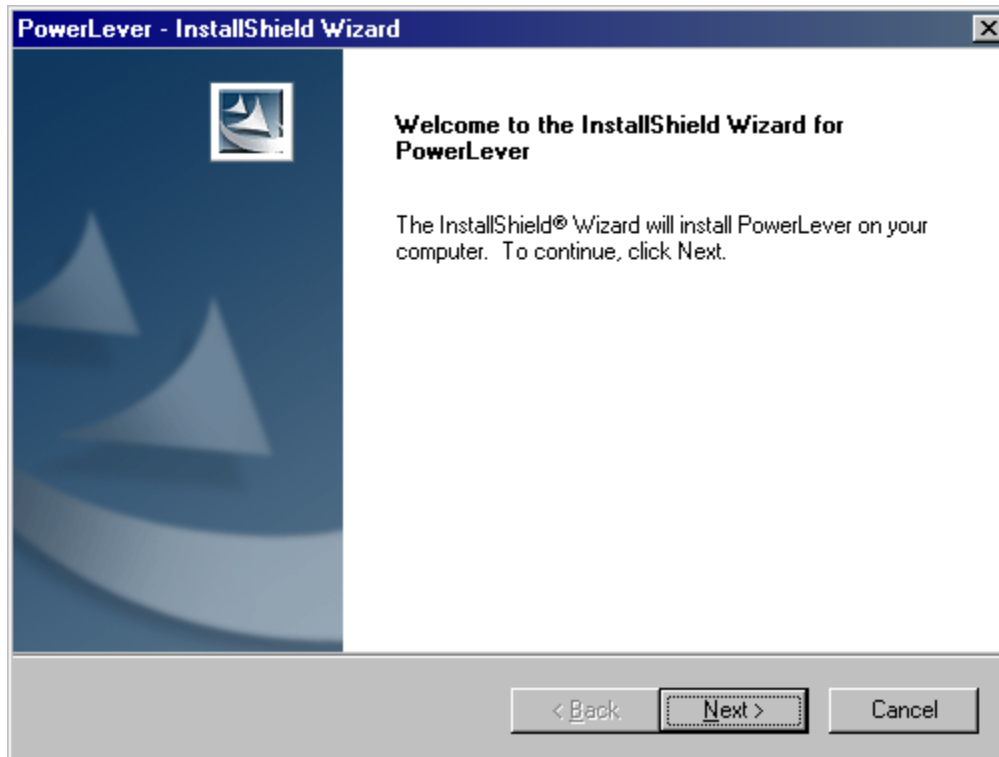 PowerLever - InstallShield Wizard
Welcome to the InstallShield Wizard for
PowerLever
The InstallShield® Wizard will install PowerLever on your
computer. To continue, click Next.
< Back
Next >
Cancel